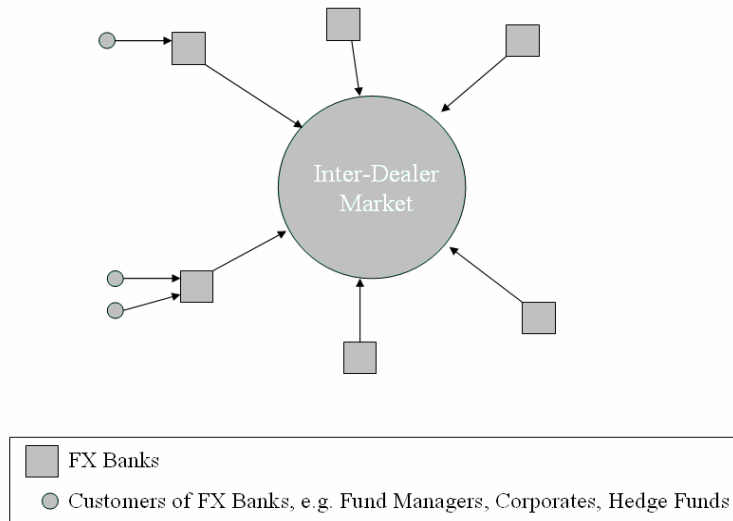 Inter-Dealer
Market
FX Banks
Customers of FX Banks, e.g. Fund Managers, Corporates, Hedge Funds